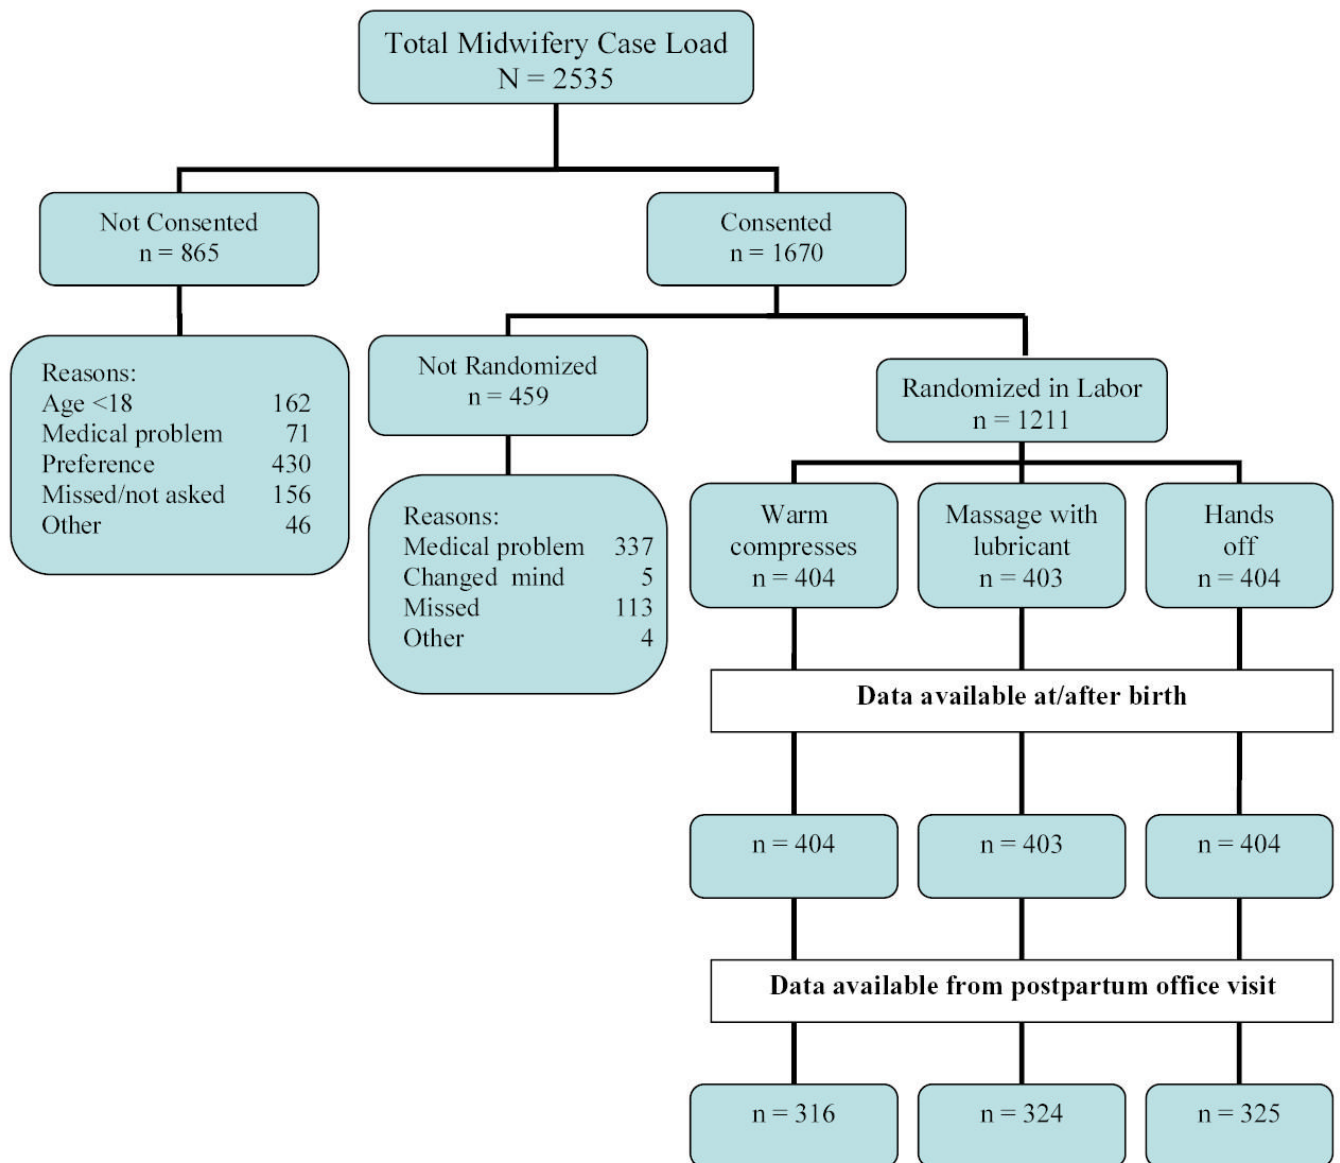 Total Midwifery Case Load
N = 2535
Not Consented
n = 865
Consented
n = 1670
Reasons:
Age <18 162
Medical problem 71
Preference 430
Missed/not asked 156
Other 46
Not Randomized
n = 459
Reasons:
Medical problem 337
Changed mind 5
Missed 113
Other 4
Randomized in Labor
n = 1211
Warm
compresses
n = 404
Massage with
lubricant
n = 403
Hands
off
n = 404
Data available at/after birth
n = 404
n = 403
n = 404
Data available from postpartum office visit
n = 316
n = 324
n = 325